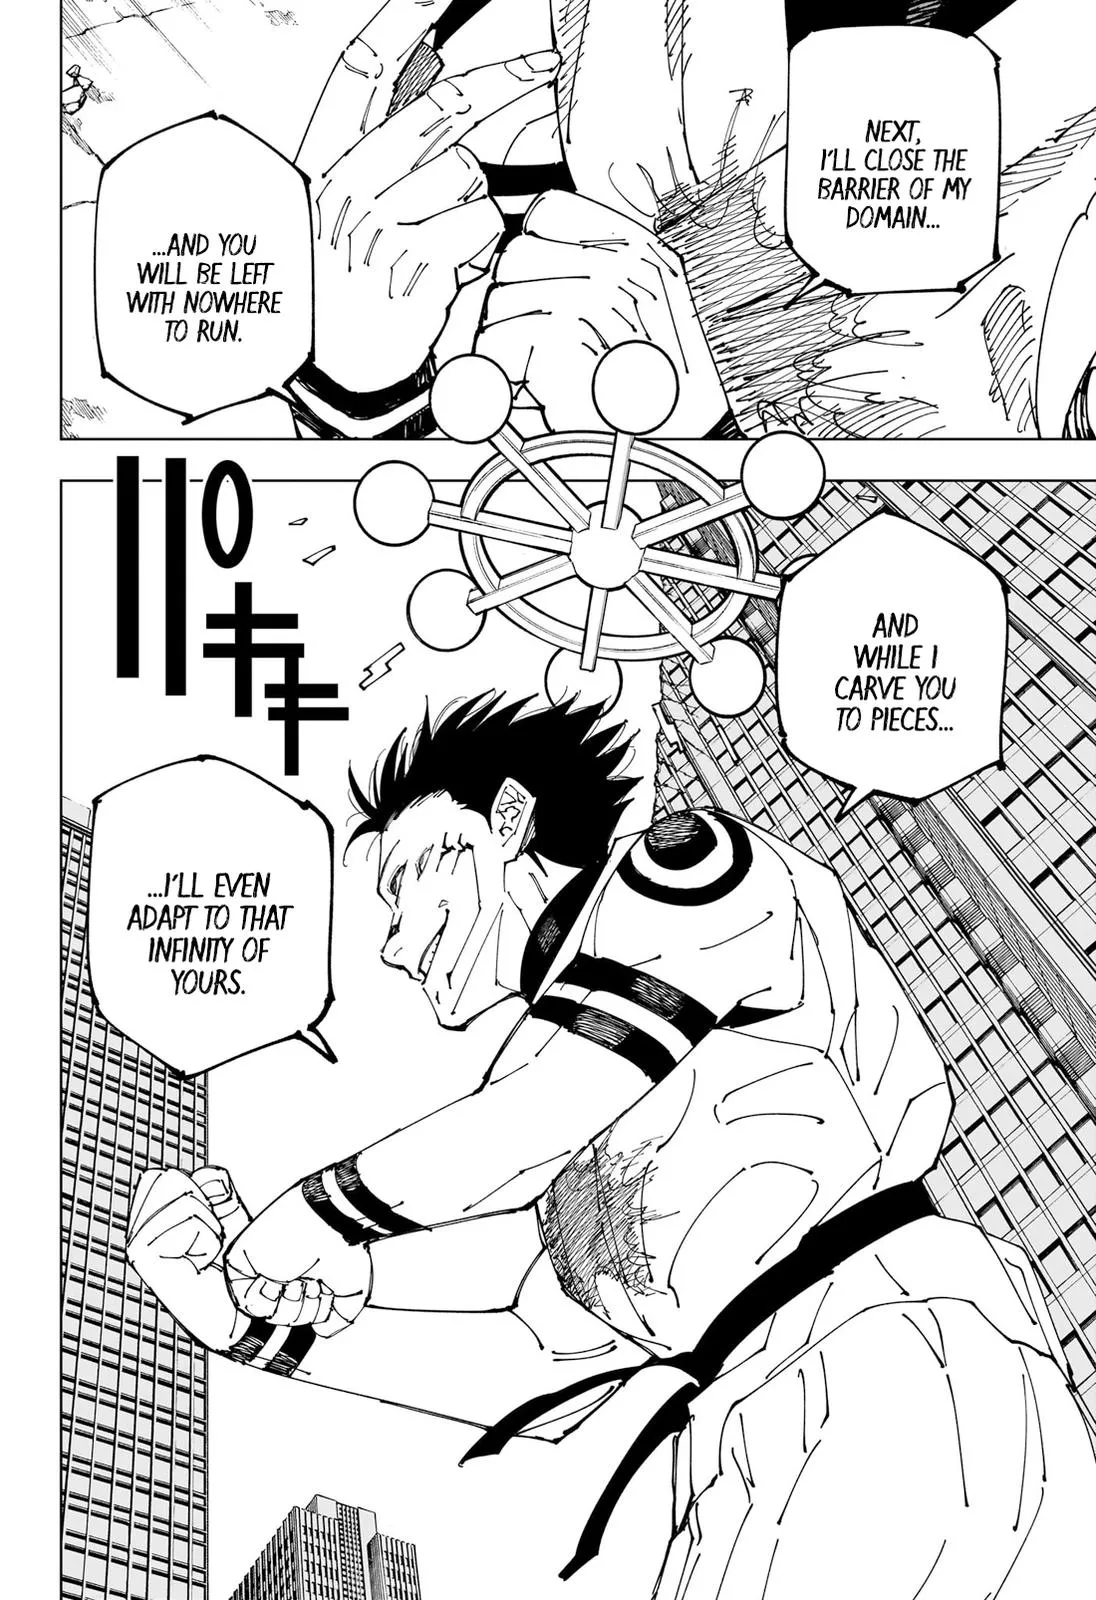 NEXT,
I'LL CLOSE THE
BARRIER OF MY
DOMAIN...
...AND YOU
WILL BE LEFT
WITH NOWHERE
TO RUN.
AND
WHILE I
CARVE YOU
TO PIECES...
...I'LL EVEN
ADAPT TO THAT
INFINITY OF
YOURS.